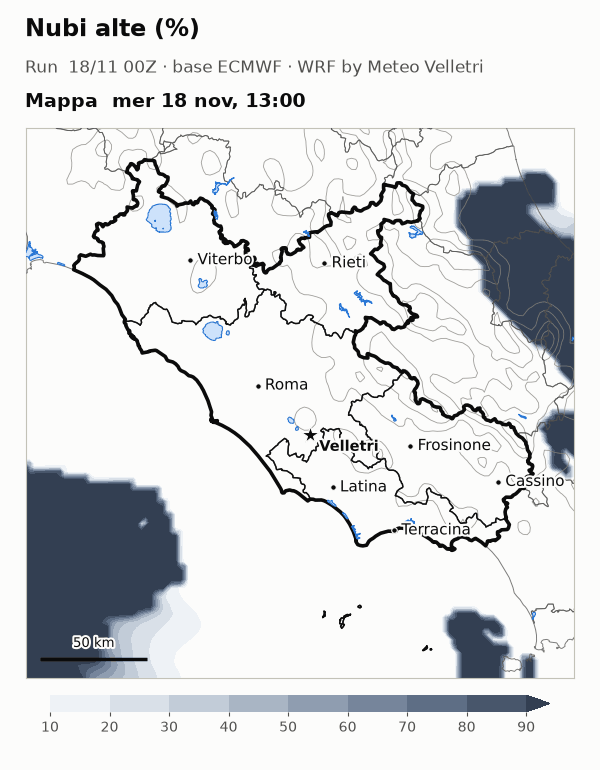 Nubi alte (%)
Run  18/11 00Z · base ECMWF · WRF by Meteo Velletri
Mappa  mer 18 nov, 13:00
Viterbo
Rieti
Roma
Velletri
Frosinone
Cassino
Latina
Terracina
50 km
10 20 30 40 50 60 70 80 90